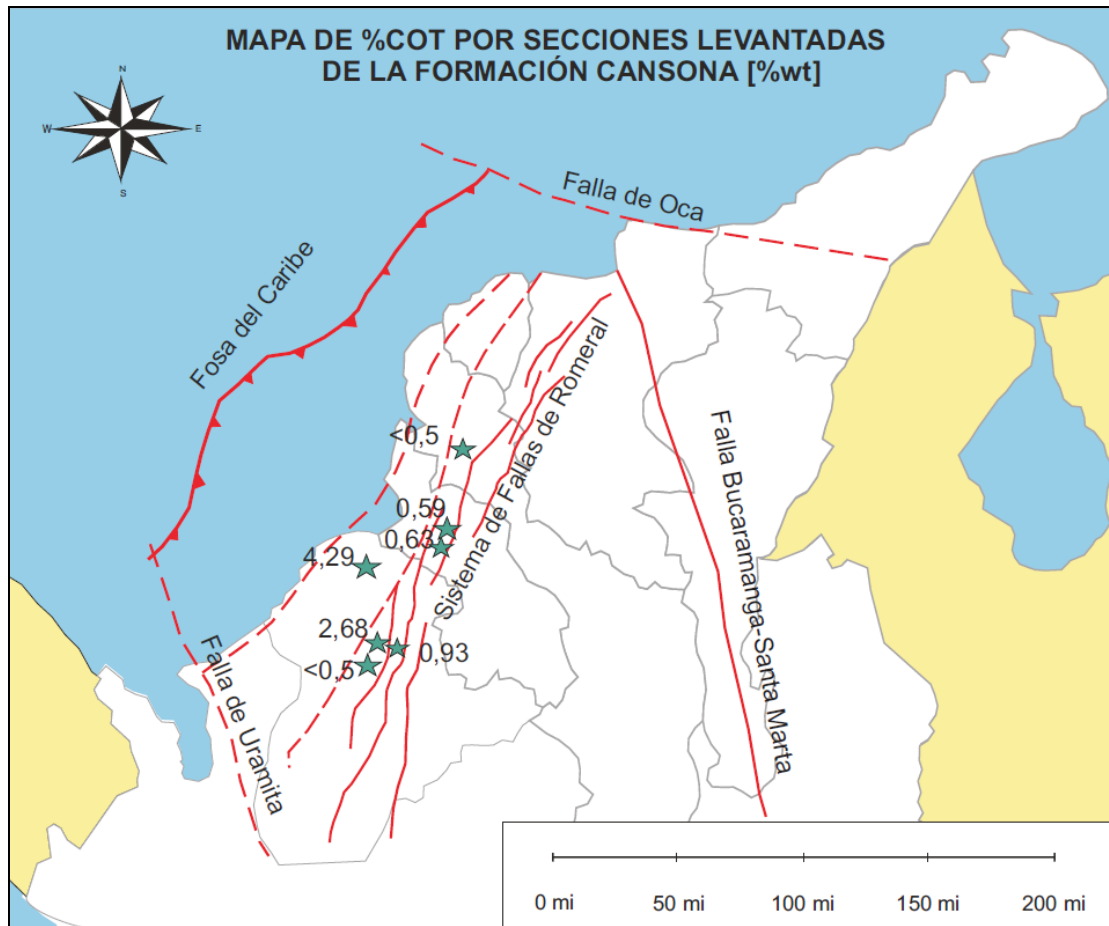 MAPA DE %COT POR SECCIONES LEVANTADAS
DE LA FORMACIÓN CANSONA [%wt]
N
W
E
S
Falla de Oca
Fosa del Caribe
Sistema de Fallas de Romeral
Falla Bucaramanga-Santa Marta
Falla de Uramita
<0,5
0,59
0,63
4,29
2,68
0,93
<0,5
0 mi
50 mi
100 mi
150 mi
200 mi